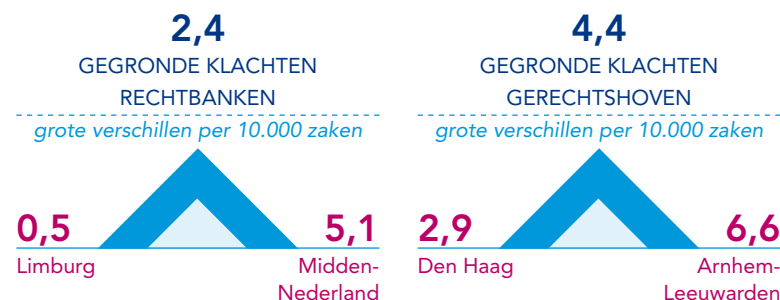 2,4
GEGRONDE KLACHTEN
RECHTBANKEN
grote verschillen per 10.000 zaken
0,5
Limburg
5,1
Midden-
Nederland
4,4
GEGRONDE KLACHTEN
GERECHTSHOVEN
grote verschillen per 10.000 zaken
2,9
Den Haag
6,6
Arnhem-
Leeuwarden